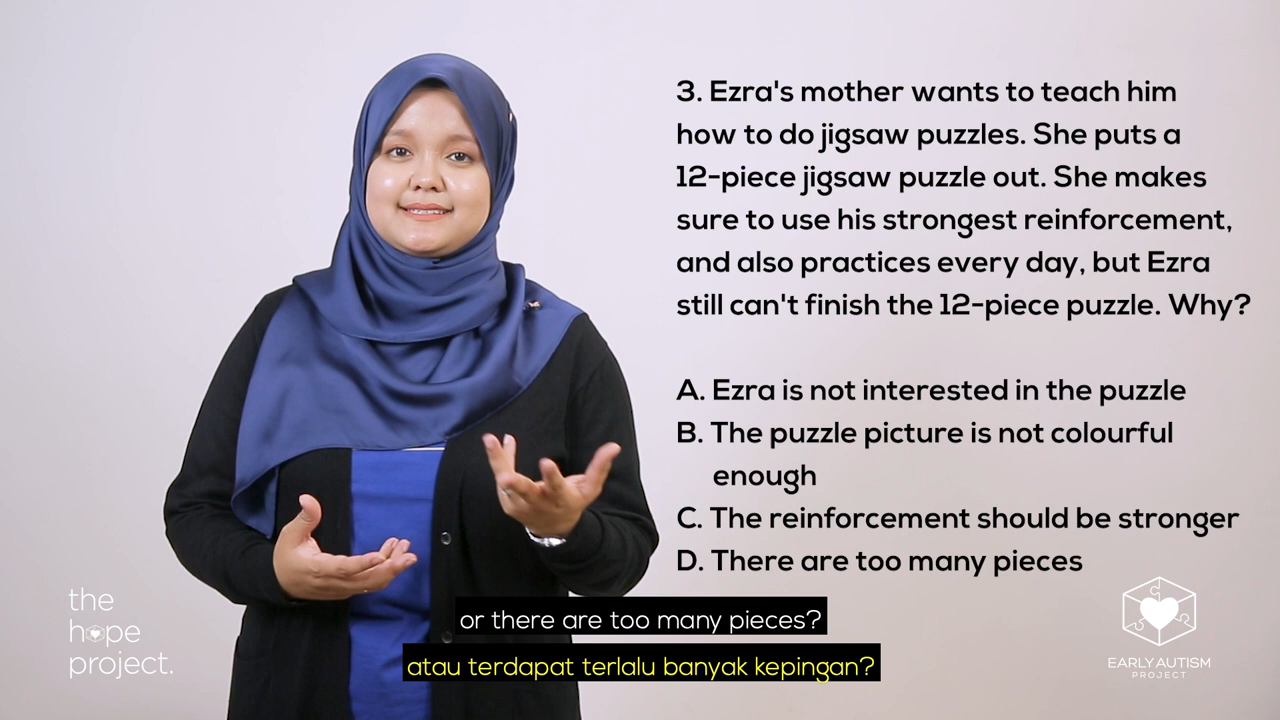 3. Ezra's mother wants to teach him
how to do jigsaw puzzles. She puts a
12-piece jigsaw puzzle out. She makes
sure to use his strongest reinforcement,
and also practices every day, but Ezra
still can't finish the 12-piece puzzle. Why?
A. Ezra is not interested in the puzzle
B. The puzzle picture is not colourful
enough
C. The reinforcement should be stronger
D. There are too many pieces
or there are too many pieces?
atau terdapat terlalu banyak kepingan?
the
hope
project.
EARLY AUTISM
PROJECT